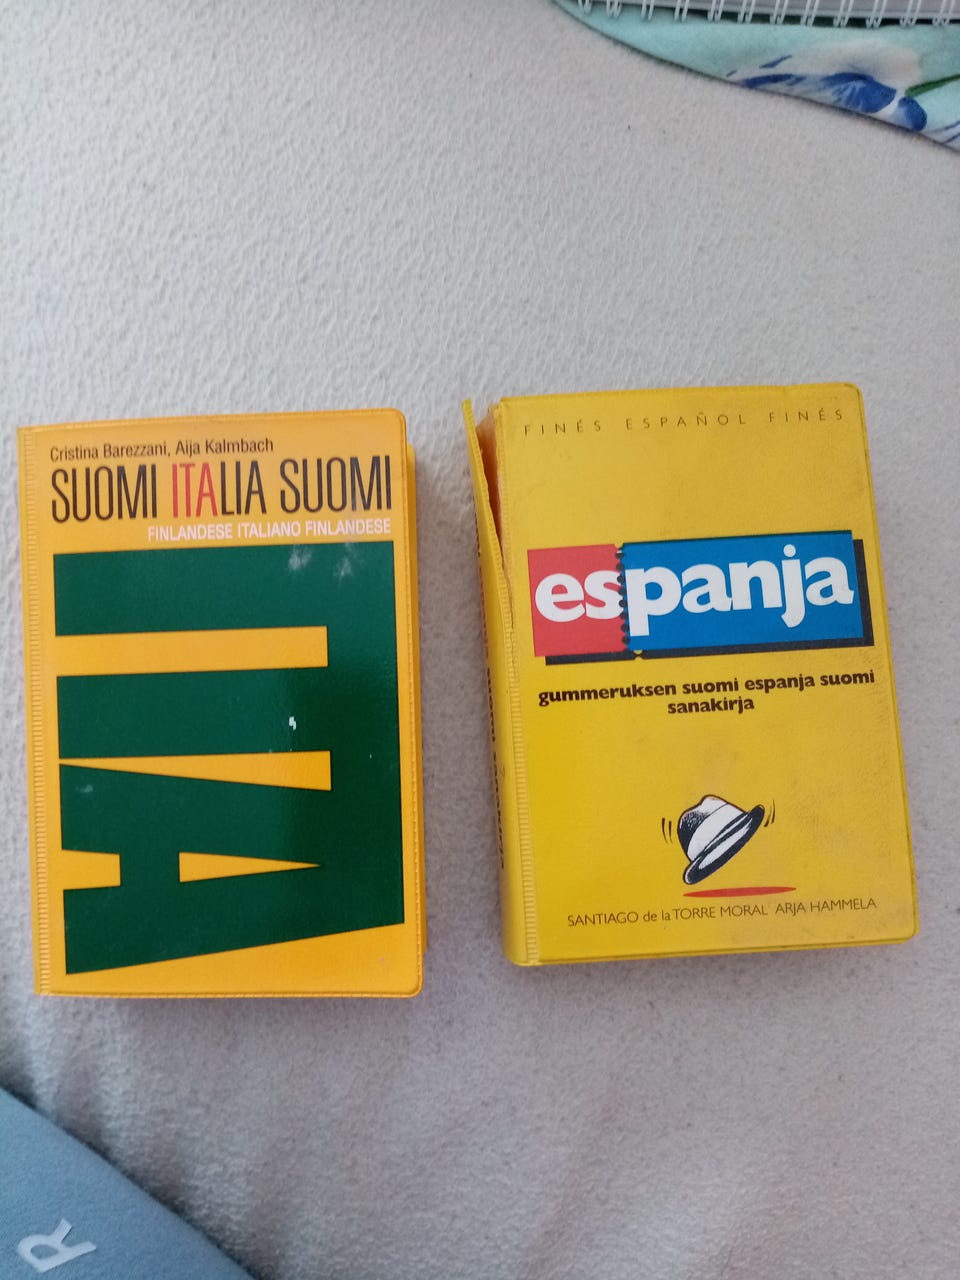 Cristina Barezzani, Aija Kalmbach
SUOMI ITALIA SUOMI
FINLANDESE ITALIANO FINLANDESE
ITA
FINÉS ESPAÑOL FINÉS
espanja
gummeruksen suomi espanja suomi
sanakirja
SANTIAGO de la TORRE MORAL ARJA HAMMELA
R